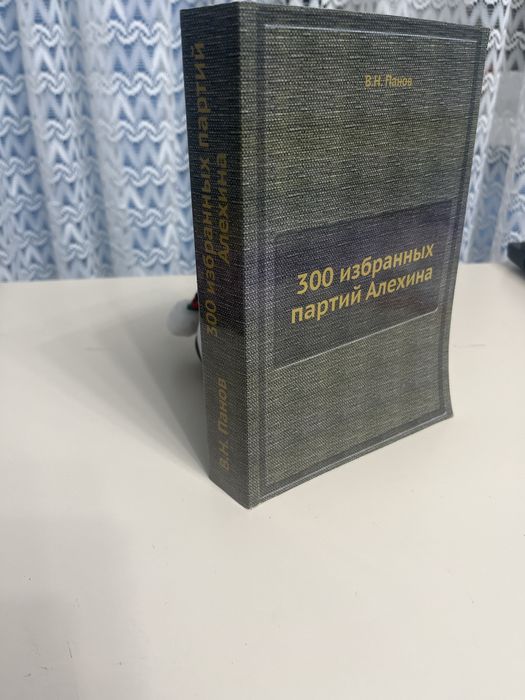 В.Н. Панов
300 избранных
партий Алехина
В.Н. Панов
300 избранных партий
Алехина